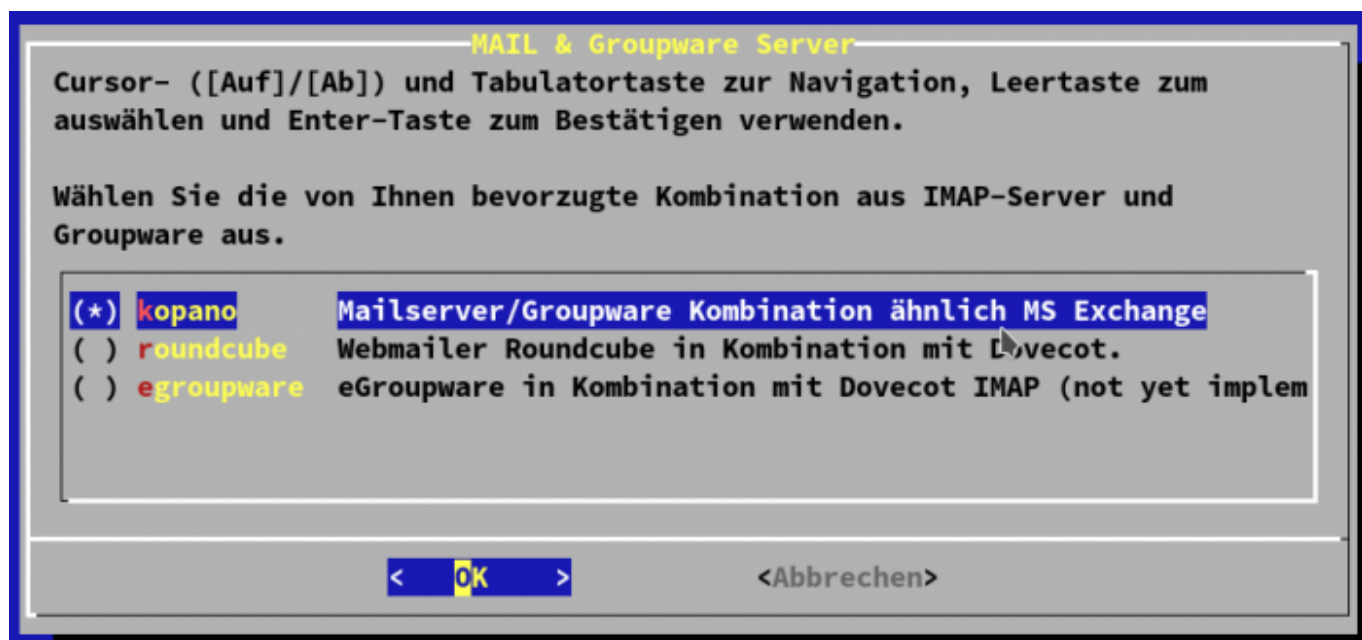 MAIL & Groupware Server
Cursor- ([Auf]/[Ab]) und Tabulatortaste zur Navigation, Leertaste zum
auswählen und Enter-Taste zum Bestätigen verwenden.
Wählen Sie die von Ihnen bevorzugte Kombination aus IMAP-Server und
Groupware aus.
(*) kopano Mailserver/Groupware Kombination ähnlich MS Exchange
( ) roundcube Webmailer Roundcube in Kombination mit Dovecot.
( ) egroupware eGroupware in Kombination mit Dovecot IMAP (not yet implem
< OK > <Abbrechen>